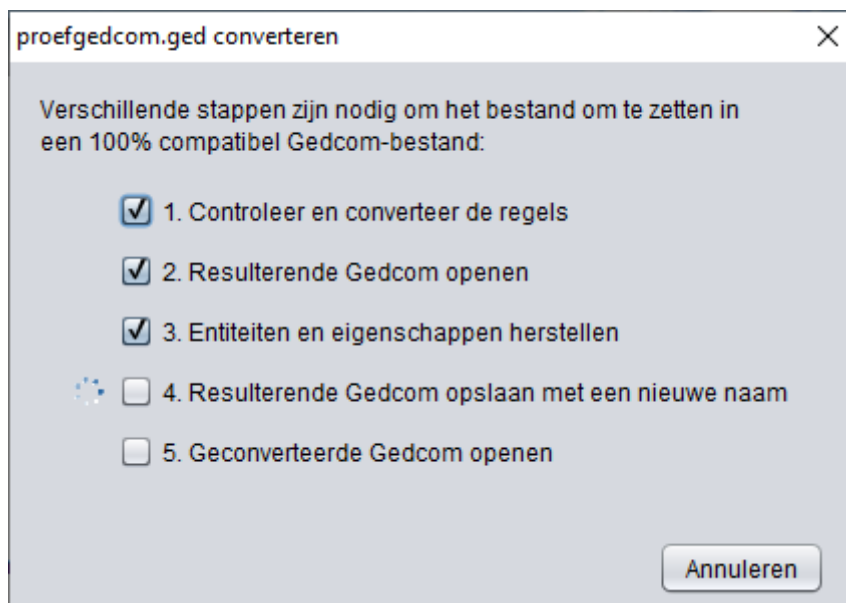 proefgedcom.ged converteren
Verschillende stappen zijn nodig om het bestand om te zetten in
een 100% compatibel Gedcom-bestand:
1. Controleer en converteer de regels
2. Resulterende Gedcom openen
3. Entiteiten en eigenschappen herstellen
4. Resulterende Gedcom opslaan met een nieuwe naam
5. Geconverteerde Gedcom openen
Annuleren